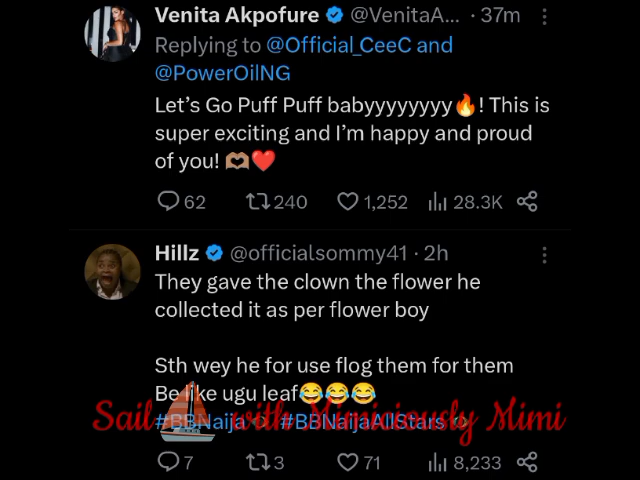 Venita Akpofure @VenitaA... · 37m
Replying to @Official_CeeC and
@PowerOilNG
Let's Go Puff Puff babyyyyyyyy🔥! This is
super exciting and I'm happy and proud
of you! 🫶🏽❤️
62 240 1,252 28.3K
Hillz @officialsommy41 · 2h
They gave the clown the flower he
collected it as per flower boy
Sth wey he for use flog them for them
Be like ugu leaf😂😂😂
#BBNaija #BBNaijaAllStars
Sail with Mimiciously Mimi
7 3 71 8,233